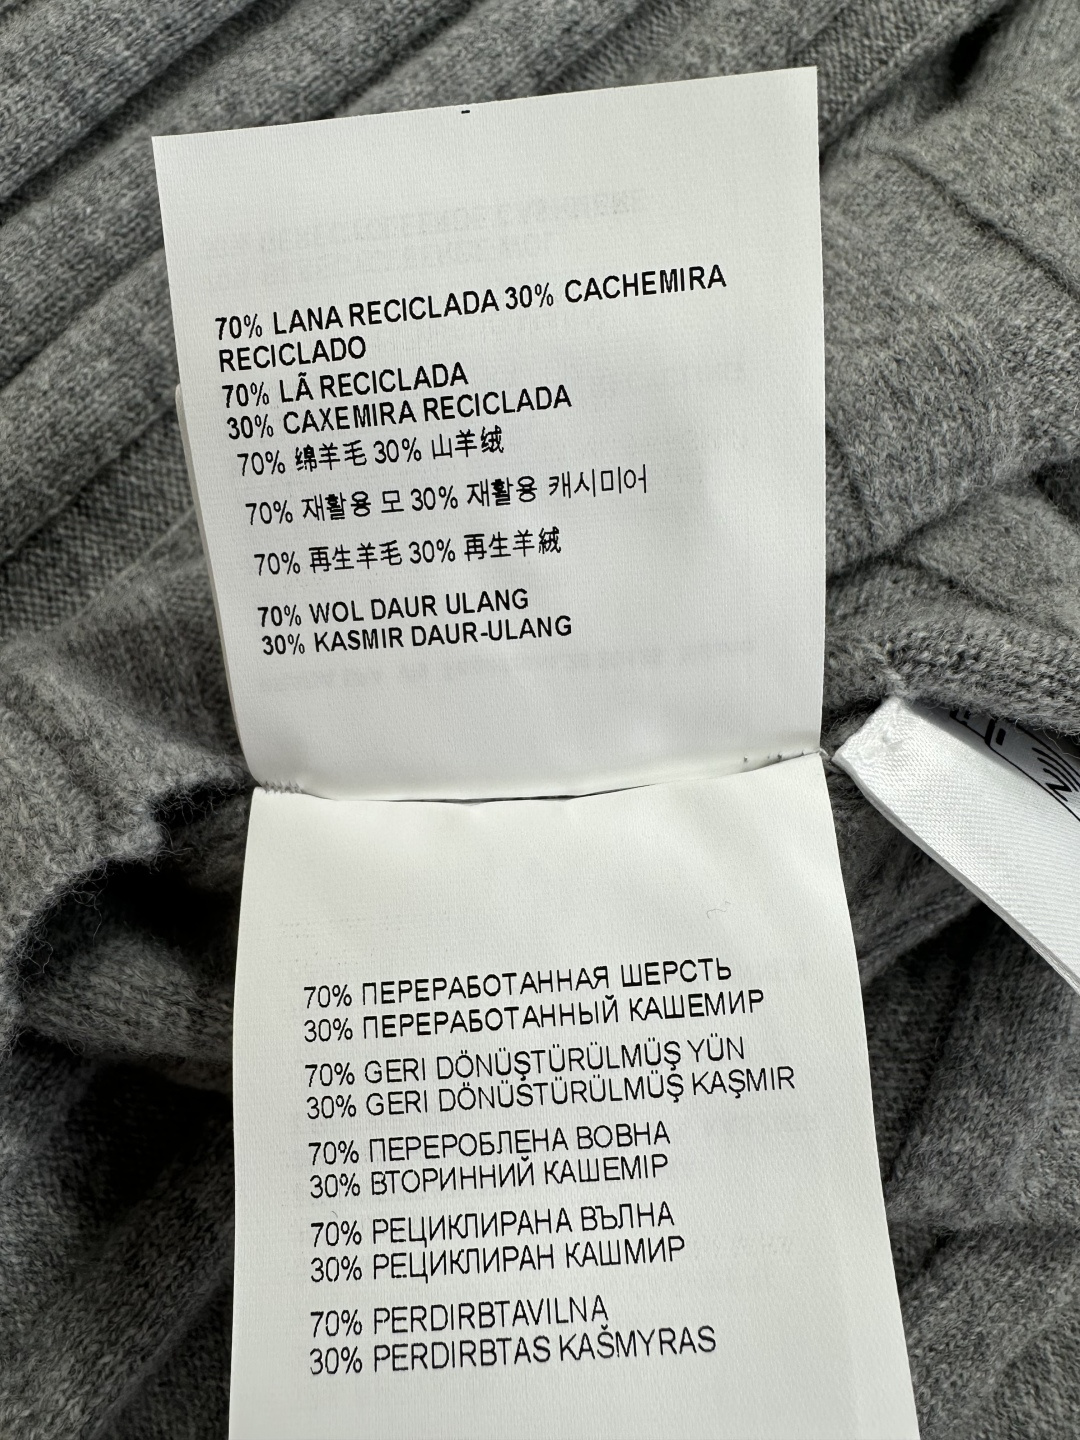 70% LANA RECICLADA 30% CACHEMIRA
RECICLADO
70% LÃ RECICLADA
30% CAXEMIRA RECICLADA
70% 绵羊毛 30% 山羊绒
70% 재활용 모 30% 재활용 캐시미어
70% 再生羊毛 30% 再生羊絨
70% WOL DAUR ULANG
30% KASMIR DAUR-ULANG
70% ПЕРЕРАБОТАННАЯ ШЕРСТЬ
30% ПЕРЕРАБОТАННЫЙ КАШЕМИР
70% GERI DÖNÜŞTÜRÜLMÜŞ YÜN
30% GERI DÖNÜSTÜRÜLMÜŞ KAŞMIR
70% ПЕРЕРОБЛЕНА ВОВНА
30% ВТОРИННИЙ КАШЕМІР
70% РЕЦИКЛИРАНА ВЪЛНА
30% РЕЦИКЛИРАН КАШМИР
70% PERDIRBTAVILNĄ
30% PERDIRBTAS KAŠMYRAS